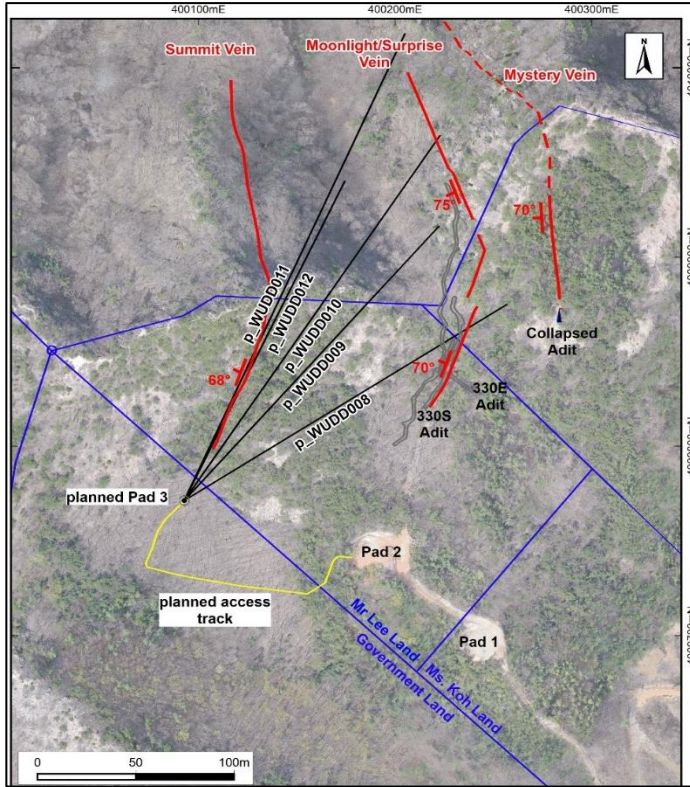 400100mE
400200mE
400300mE
Summit Vein
Moonlight/Surprise
Vein
Mystery Vein
N
75°
70°
Collapsed
Adit
p_WUDD011
p_WUDD012
p_WUDD010
p_WUDD009
p_WUDD008
68°
70°
330E
Adit
330S
Adit
planned Pad 3
Pad 2
Pad 1
planned access
track
Mr Lee Land
Ms. Koh Land
Government Land
0
50
100m